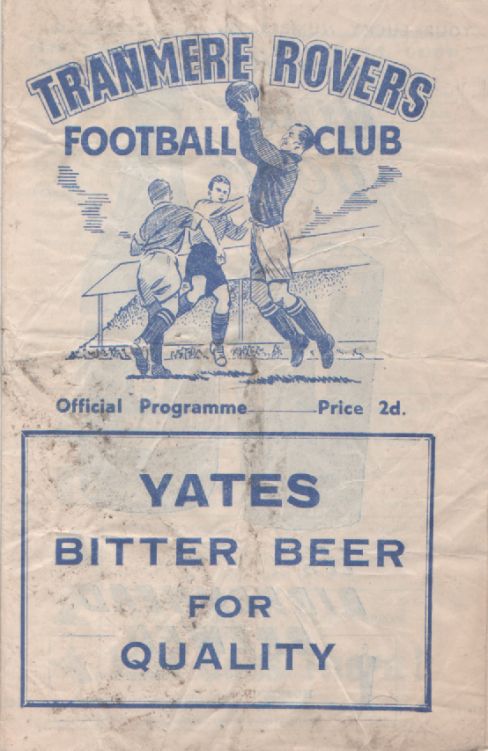 TRANMERE ROVERS
FOOTBALL CLUB
Official Programme Price 2d.
YATES
BITTER BEER
FOR
QUALITY